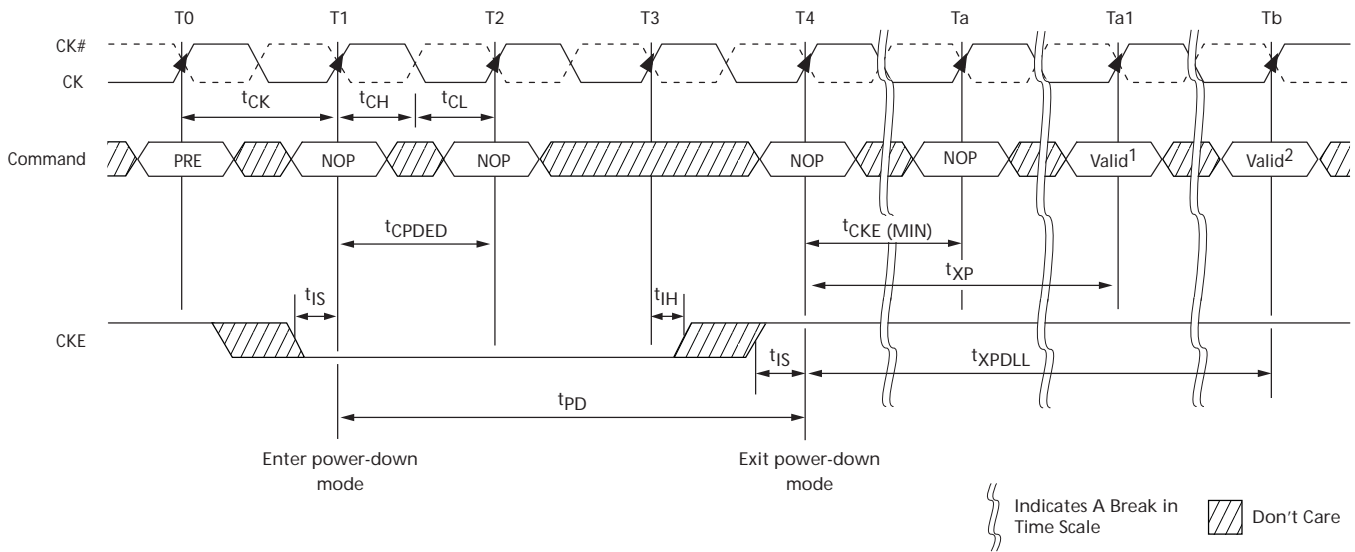 T0 T1 T2 T3 T4 Ta Ta1 Tb
CK#
CK
tCK tCH tCL
Command PRE NOP NOP NOP NOP Valid1 Valid2
tCPDED tCKE (MIN)
tXP
tIS tIH
CKE
tIS tXPDLL
tPD
Enter power-down
mode
Exit power-down
mode
Indicates A Break in
Time Scale
Don't Care